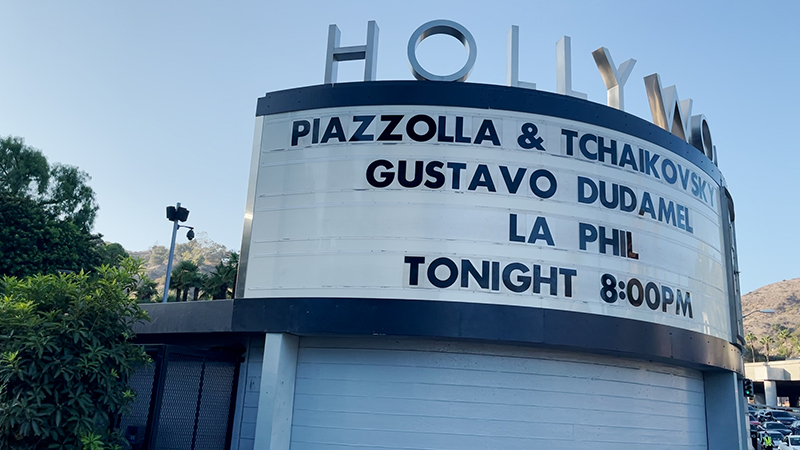 HOLLYWO
PIAZZOLLA & TCHAIKOVSKY
GUSTAVO DUDAMEL
LA PHIL
TONIGHT 8:00PM